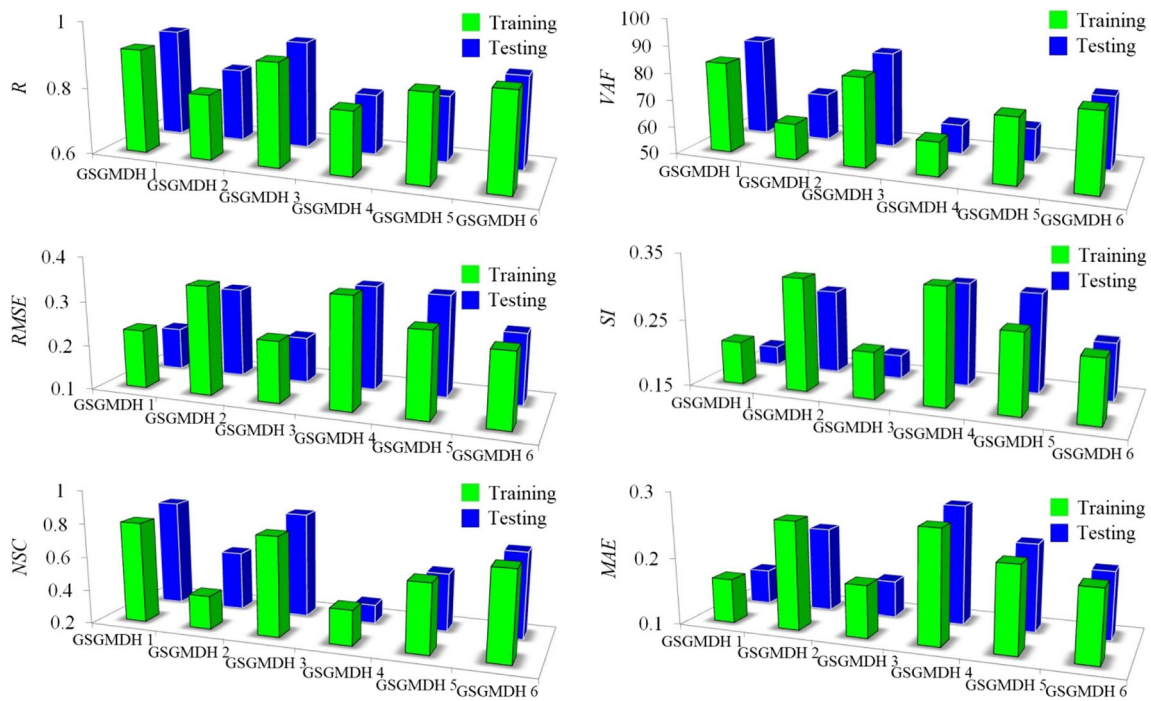 1
0.8
0.6
R
Training
Testing
GSGMDH 1
GSGMDH 2
GSGMDH 3
GSGMDH 4
GSGMDH 5
GSGMDH 6
100
90
80
70
60
50
VAF
Training
Testing
GSGMDH 1
GSGMDH 2
GSGMDH 3
GSGMDH 4
GSGMDH 5
GSGMDH 6
0.4
0.3
0.2
0.1
RMSE
Training
Testing
GSGMDH 1
GSGMDH 2
GSGMDH 3
GSGMDH 4
GSGMDH 5
GSGMDH 6
0.35
0.25
0.15
SI
Training
Testing
GSGMDH 1
GSGMDH 2
GSGMDH 3
GSGMDH 4
GSGMDH 5
GSGMDH 6
1
0.8
0.6
0.4
0.2
NSC
Training
Testing
GSGMDH 1
GSGMDH 2
GSGMDH 3
GSGMDH 4
GSGMDH 5
GSGMDH 6
0.3
0.2
0.1
MAE
Training
Testing
GSGMDH 1
GSGMDH 2
GSGMDH 3
GSGMDH 4
GSGMDH 5
GSGMDH 6